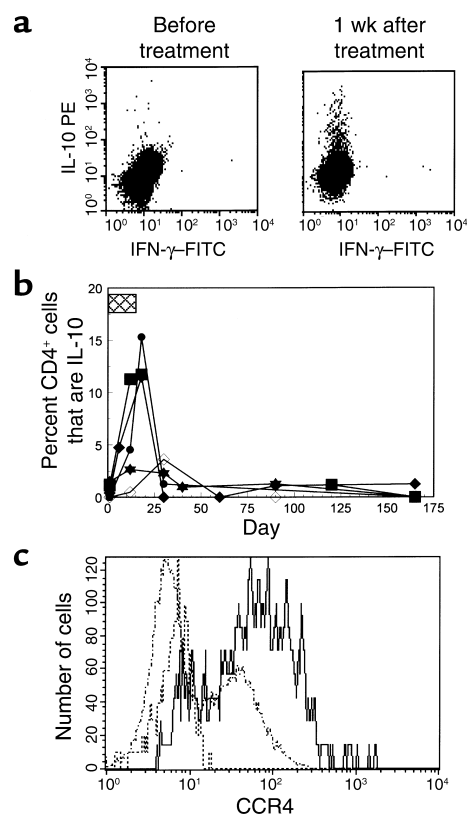 a
Before
treatment
1 wk after
treatment
IL-10 PE
10⁴
10³
10²
10¹
10⁰
10⁰ 10¹ 10² 10³ 10⁴
10⁰ 10¹ 10² 10³ 10⁴
IFN-γ–FITC
IFN-γ–FITC
b
Percent CD4⁺ cells
that are IL-10
20
15
10
5
0
0 25 50 75 100 125 150 175
Day
c
Number of cells
120
100
80
60
40
20
0
10⁰ 10¹ 10² 10³ 10⁴
CCR4